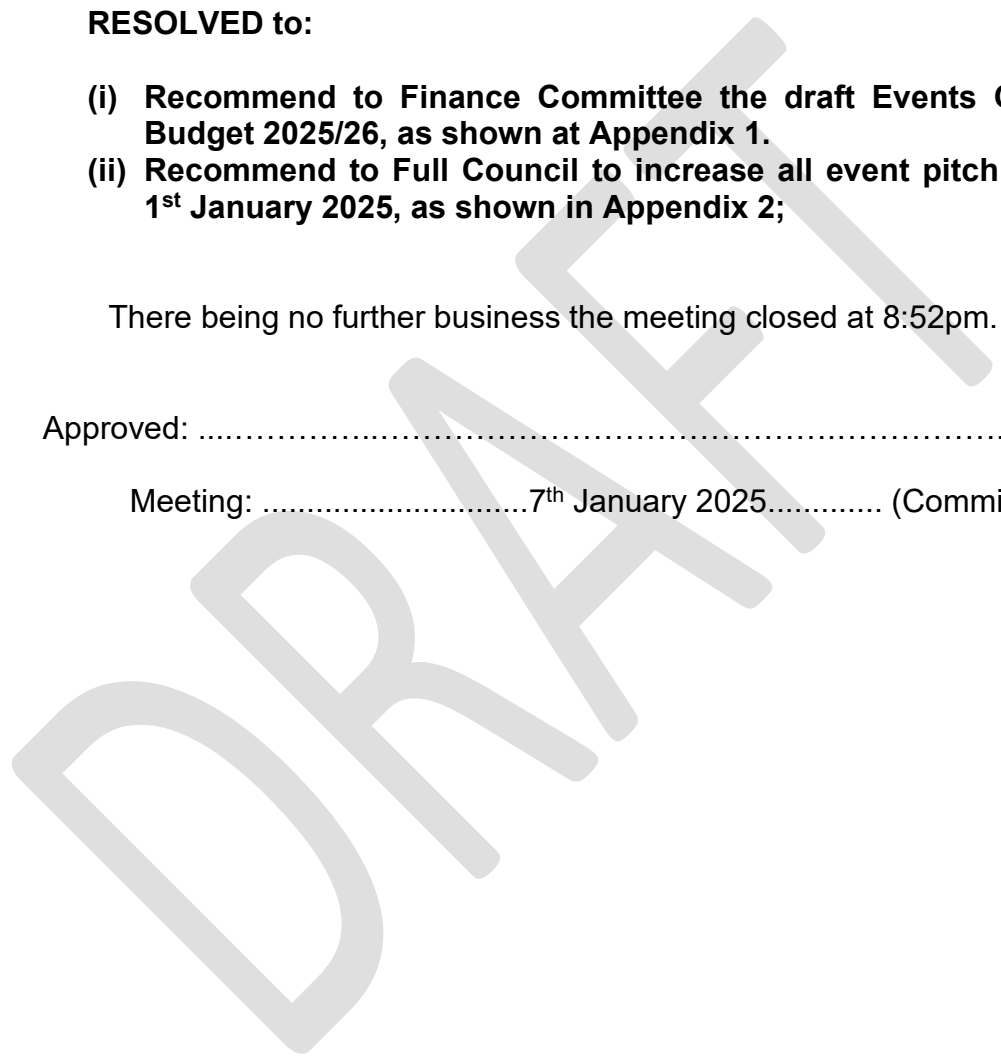 RESOLVED to:
(i) Recommend to Finance Committee the draft Events
Budget 2025/26, as shown at Appendix 1.
(ii) Recommend to Full Council to increase all event pitch
1st January 2025, as shown in Appendix 2;
There being no further business the meeting closed at 8:52pm.
Approved: ....…………..…………………………………………………………….
Meeting: ..............................7th January 2025............. (Commi
DRAFT